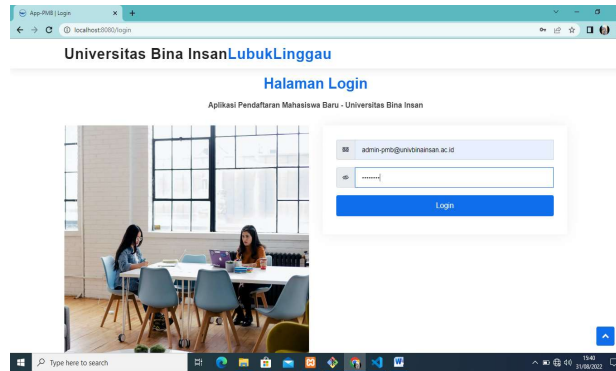 App-PMB | Login
localhost:8080/login
Universitas Bina InsanLubukLinggau
Halaman Login
Aplikasi Pendaftaran Mahasiswa Baru - Universitas Bina Insan
admin-pmb@univbinainsan.ac.id
Login
Type here to search
15:40
31/08/2022